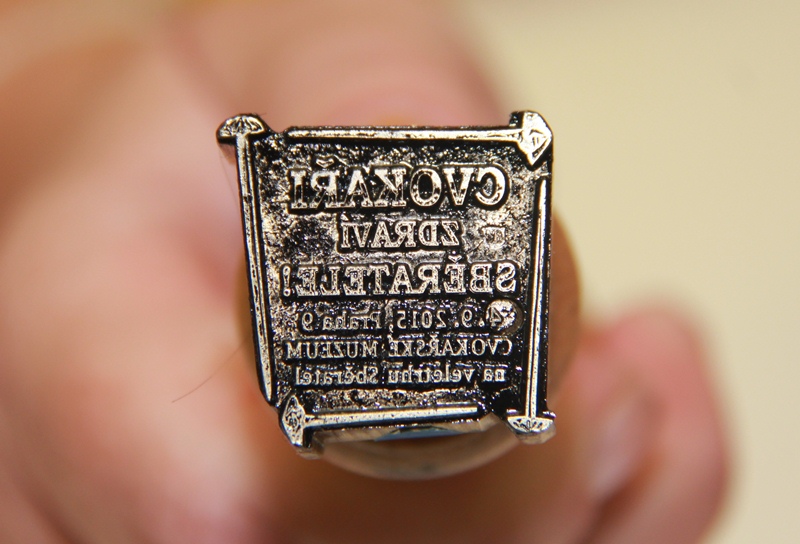 CVOKAŘI
ZDRAVÍ
SBĚRATELE!
4.9.2015, Praha 9
CVOKAŘSKÉ MUZEUM
na veletrhu Sběratel